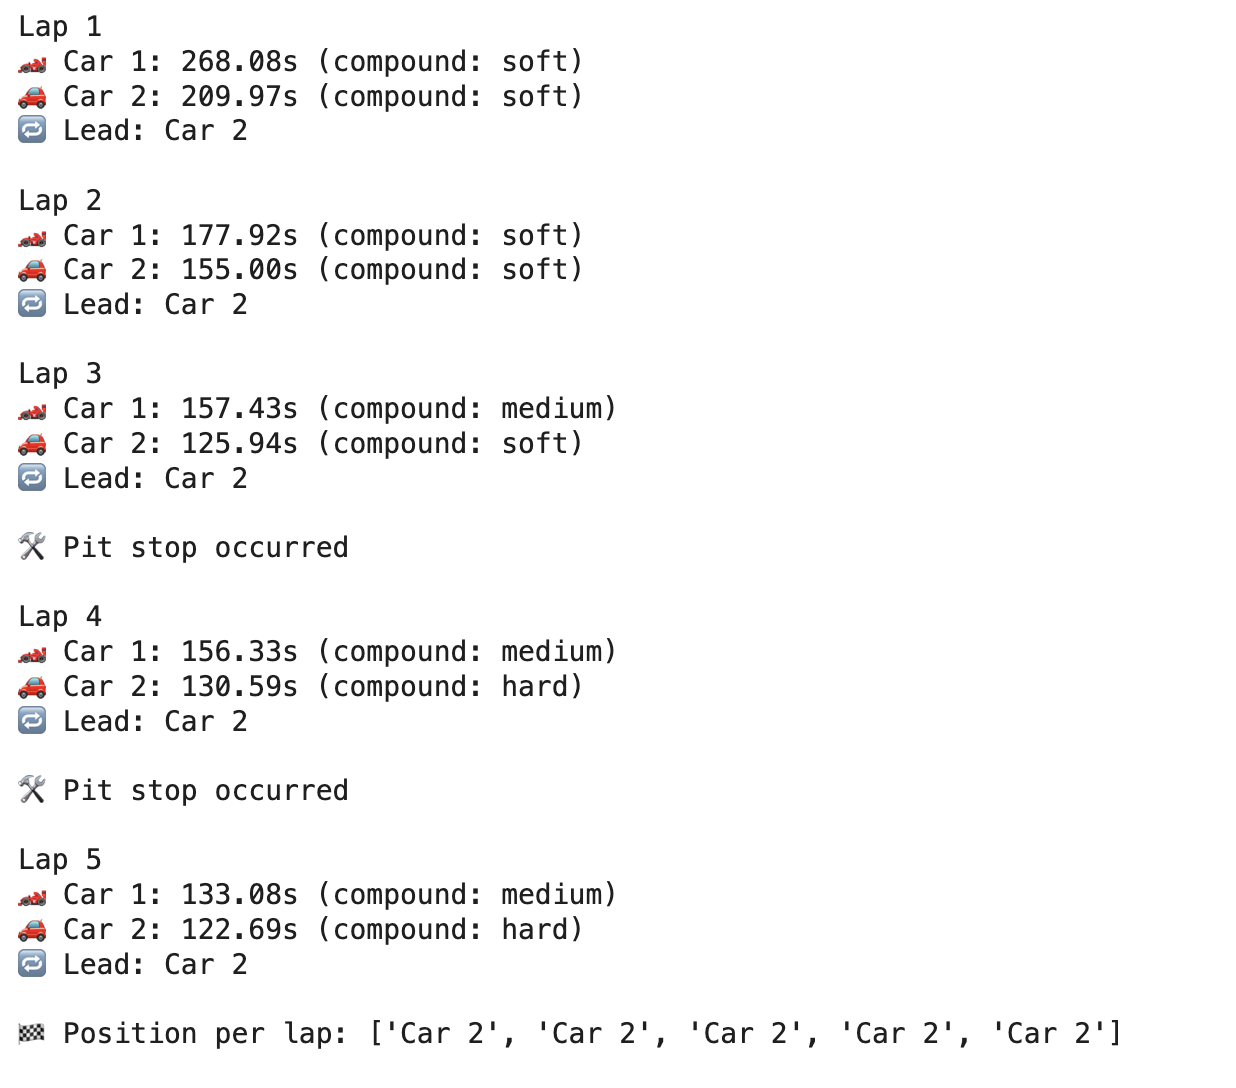 Lap 1
🏎️ Car 1: 268.08s (compound: soft)
🚗 Car 2: 209.97s (compound: soft)
🔁 Lead: Car 2
Lap 2
🏎️ Car 1: 177.92s (compound: soft)
🚗 Car 2: 155.00s (compound: soft)
🔁 Lead: Car 2
Lap 3
🏎️ Car 1: 157.43s (compound: medium)
🚗 Car 2: 125.94s (compound: soft)
🔁 Lead: Car 2
🛠️ Pit stop occurred
Lap 4
🏎️ Car 1: 156.33s (compound: medium)
🚗 Car 2: 130.59s (compound: hard)
🔁 Lead: Car 2
🛠️ Pit stop occurred
Lap 5
🏎️ Car 1: 133.08s (compound: medium)
🚗 Car 2: 122.69s (compound: hard)
🔁 Lead: Car 2
🏁 Position per lap: ['Car 2', 'Car 2', 'Car 2', 'Car 2', 'Car 2']